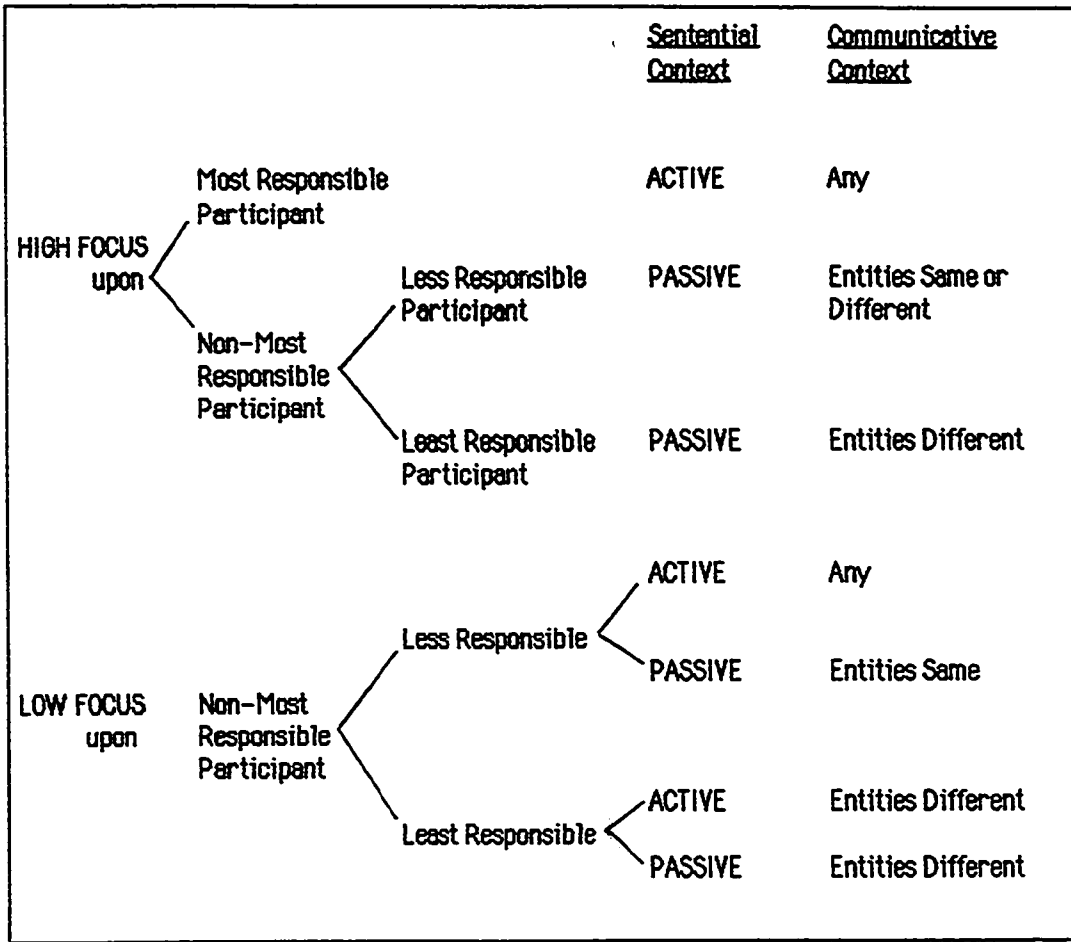 Sentential Communicative
Context Context
Most Responsible ACTIVE Any
Participant
HIGH FOCUS
upon
Less Responsible PASSIVE Entities Same or
Participant Different
Non-Most
Responsible
Participant
Least Responsible PASSIVE Entities Different
Participant
ACTIVE Any
Less Responsible
PASSIVE Entities Same
LOW FOCUS Non-Most
upon Responsible
Participant
ACTIVE Entities Different
Least Responsible
PASSIVE Entities Different